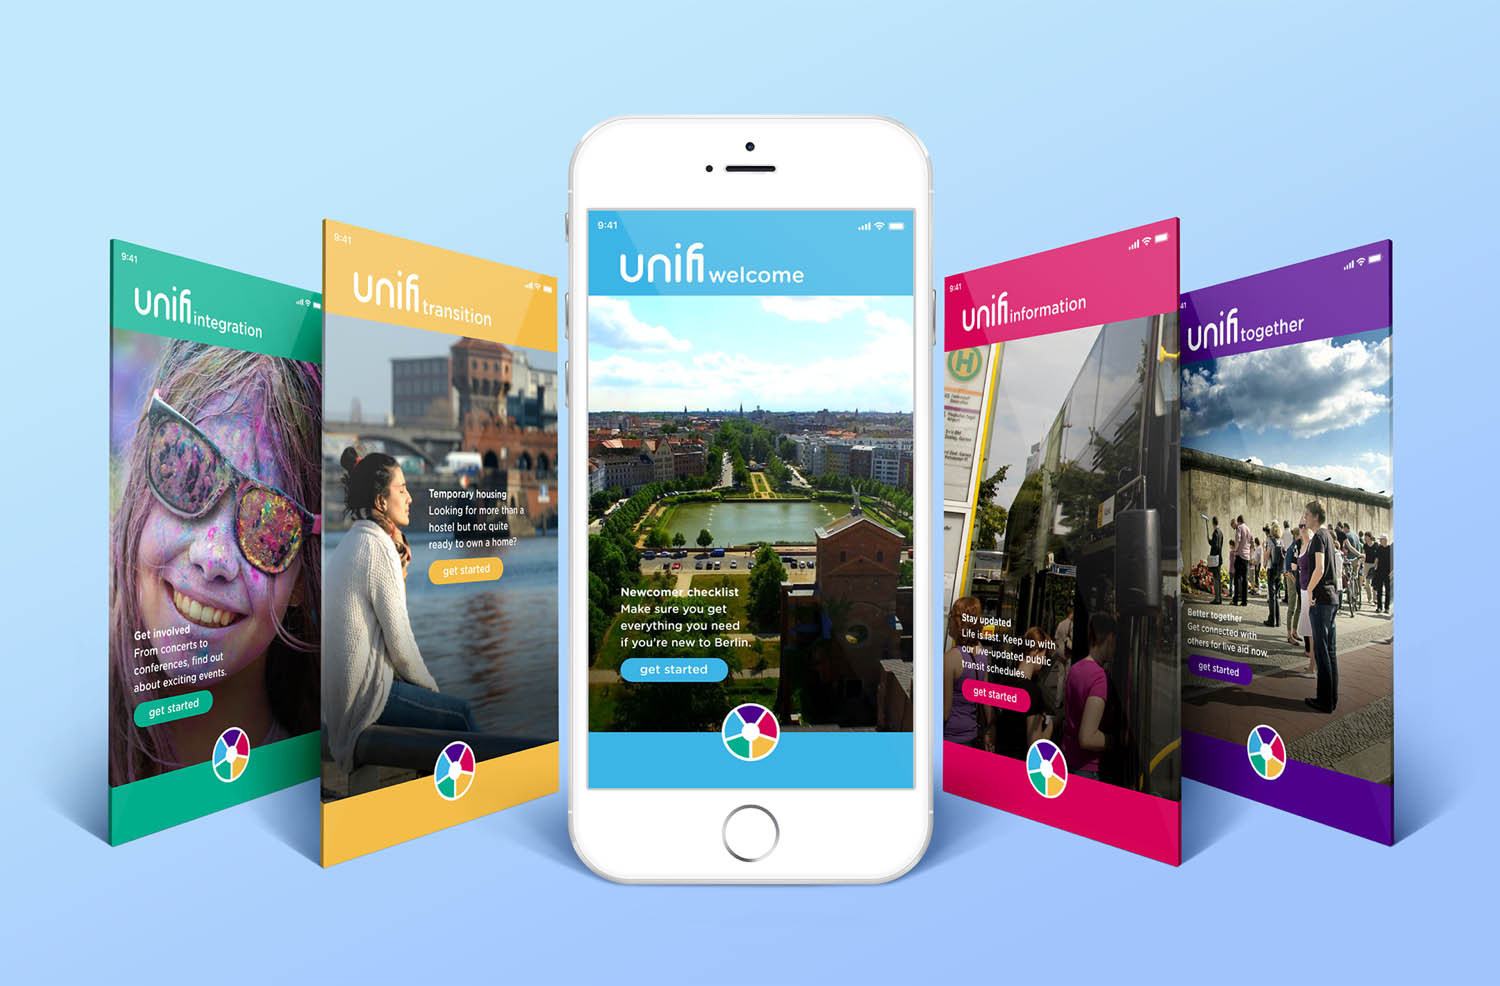 9:41
unifi integration
Get involved
From concerts to
conferences, find out
about exciting events.
get started
9:41
unifi transition
Temporary housing
Looking for more than a
hostel but not quite
ready to own a home?
get started
9:41
unifi welcome
Newcomer checklist
Make sure you get
everything you need
if you're new to Berlin.
get started
9:41
unifi information
H
Stay updated
Life is fast. Keep up with
our live-updated public
transit schedules.
get started
:41
unifi together
Better together
Get connected with
others for live aid now.
get started